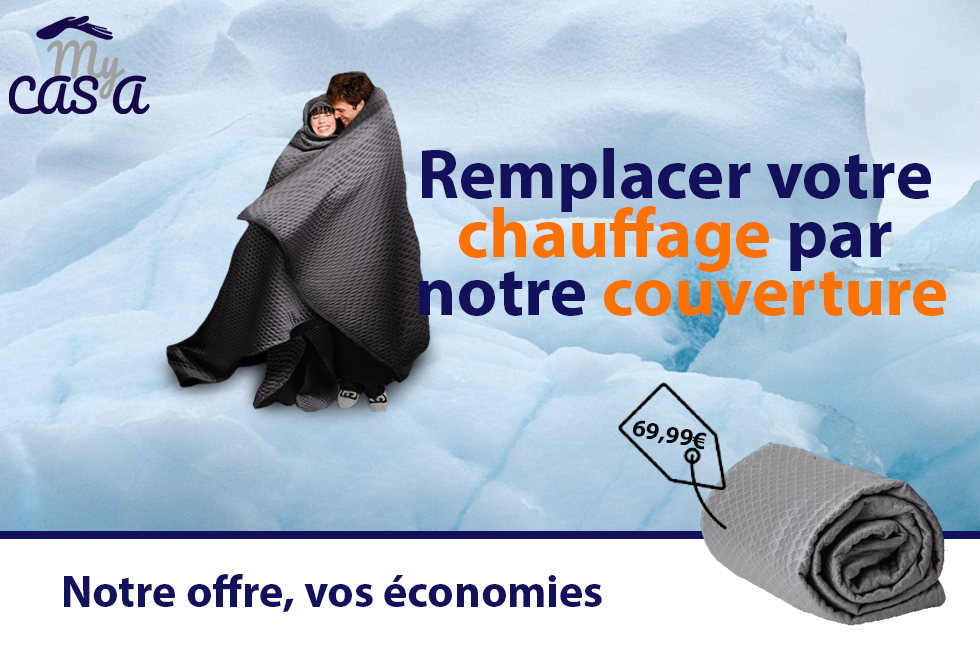 My
casa
Remplacer votre
chauffage par
notre couverture
69,99€
Notre offre, vos économies